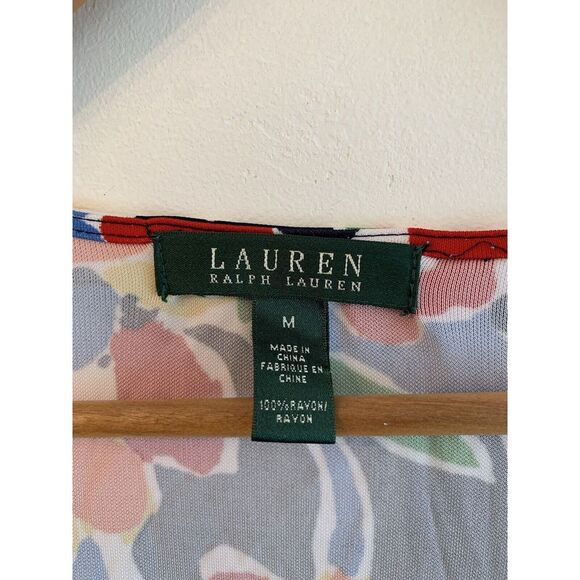 LAUREN
RALPH LAUREN
M
MADE IN
CHINA
FABRIQUE EN
CHINE
100% RAYON/
RAYON